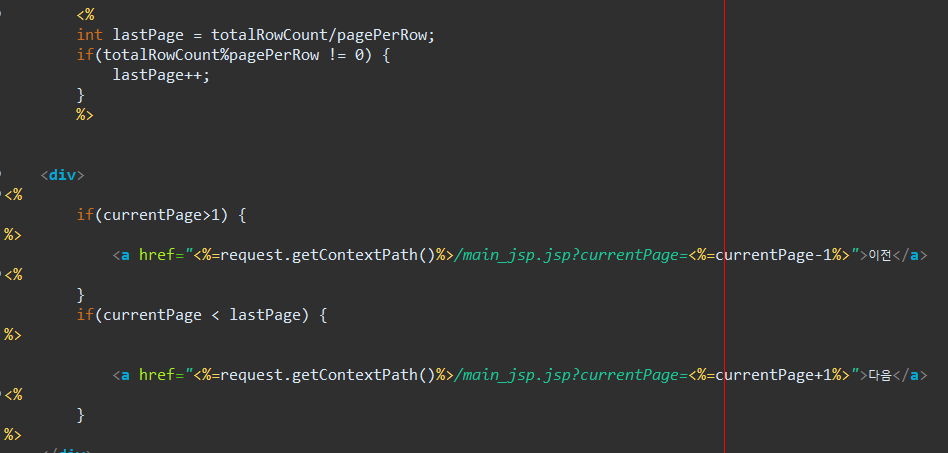 <%
int lastPage = totalRowCount/pagePerRow;
if(totalRowCount%pagePerRow != 0) {
lastPage++;
}
%>
<div>
<%
if(currentPage>1) {
%>
<a href="<%=request.getContextPath()%>/main_jsp.jsp?currentPage=<%=currentPage-1%>">이전</a>
<%
}
if(currentPage < lastPage) {
%>
<a href="<%=request.getContextPath()%>/main_jsp.jsp?currentPage=<%=currentPage+1%>">다음</a>
<%
}
%>
</div>